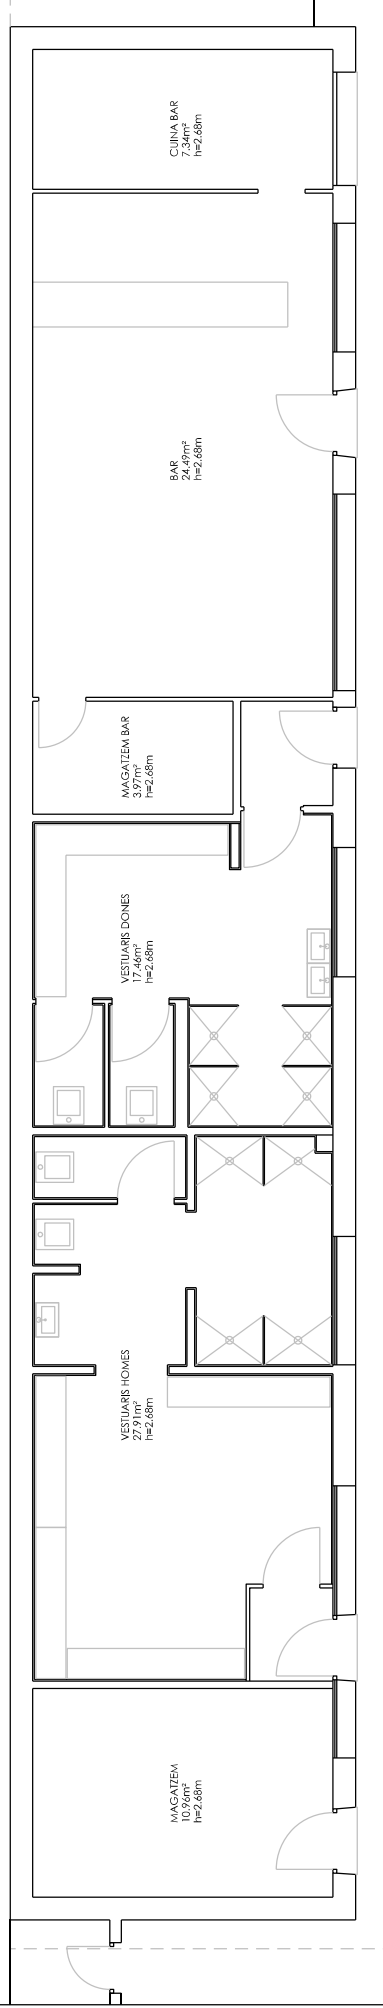 CUINA BAR
7.34m²
h=2.68m
BAR
24.49m²
h=2.68m
MAGATZEM BAR
3.97m²
h=2.68m
VESTUARIS DONES
17.46m²
h=2.68m
VESTUARIS HOMES
27.91m²
h=2.68m
MAGATZEM
10.96m²
h=2.68m